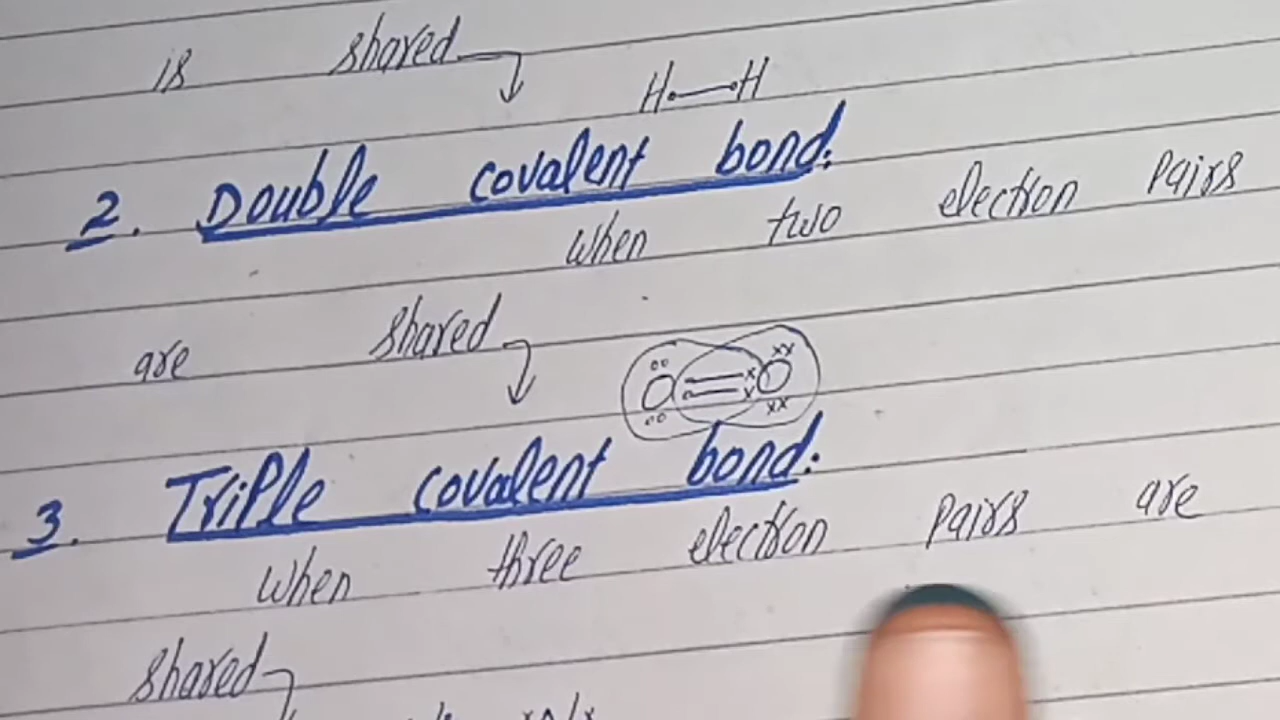 is shared
H—H
2. Double covalent bond:
when two electron Pairs
are shared
O = O
3. Triple covalent bond:
when three electron Pairs are
shared